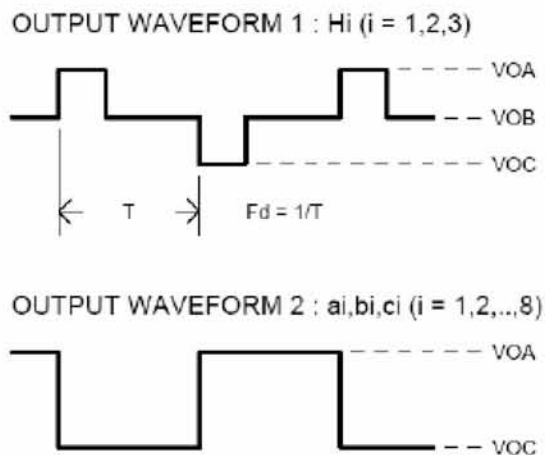 OUTPUT WAVEFORM 1 : Hi (i = 1,2,3)
VOA
VOB
VOC
T
Fd = 1/T
OUTPUT WAVEFORM 2 : ai,bi,ci (i = 1,2,..,8)
VOA
VOC